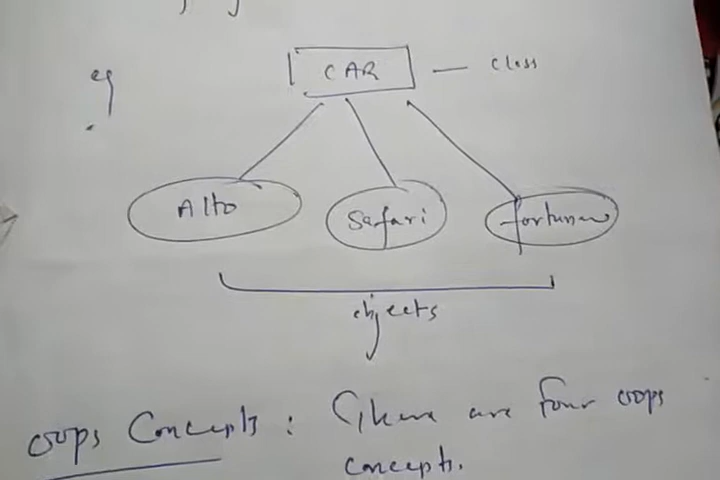 eg
CAR — class
Alto Safari fortuner
objects
oops Concepts : There are four oops
concepts.